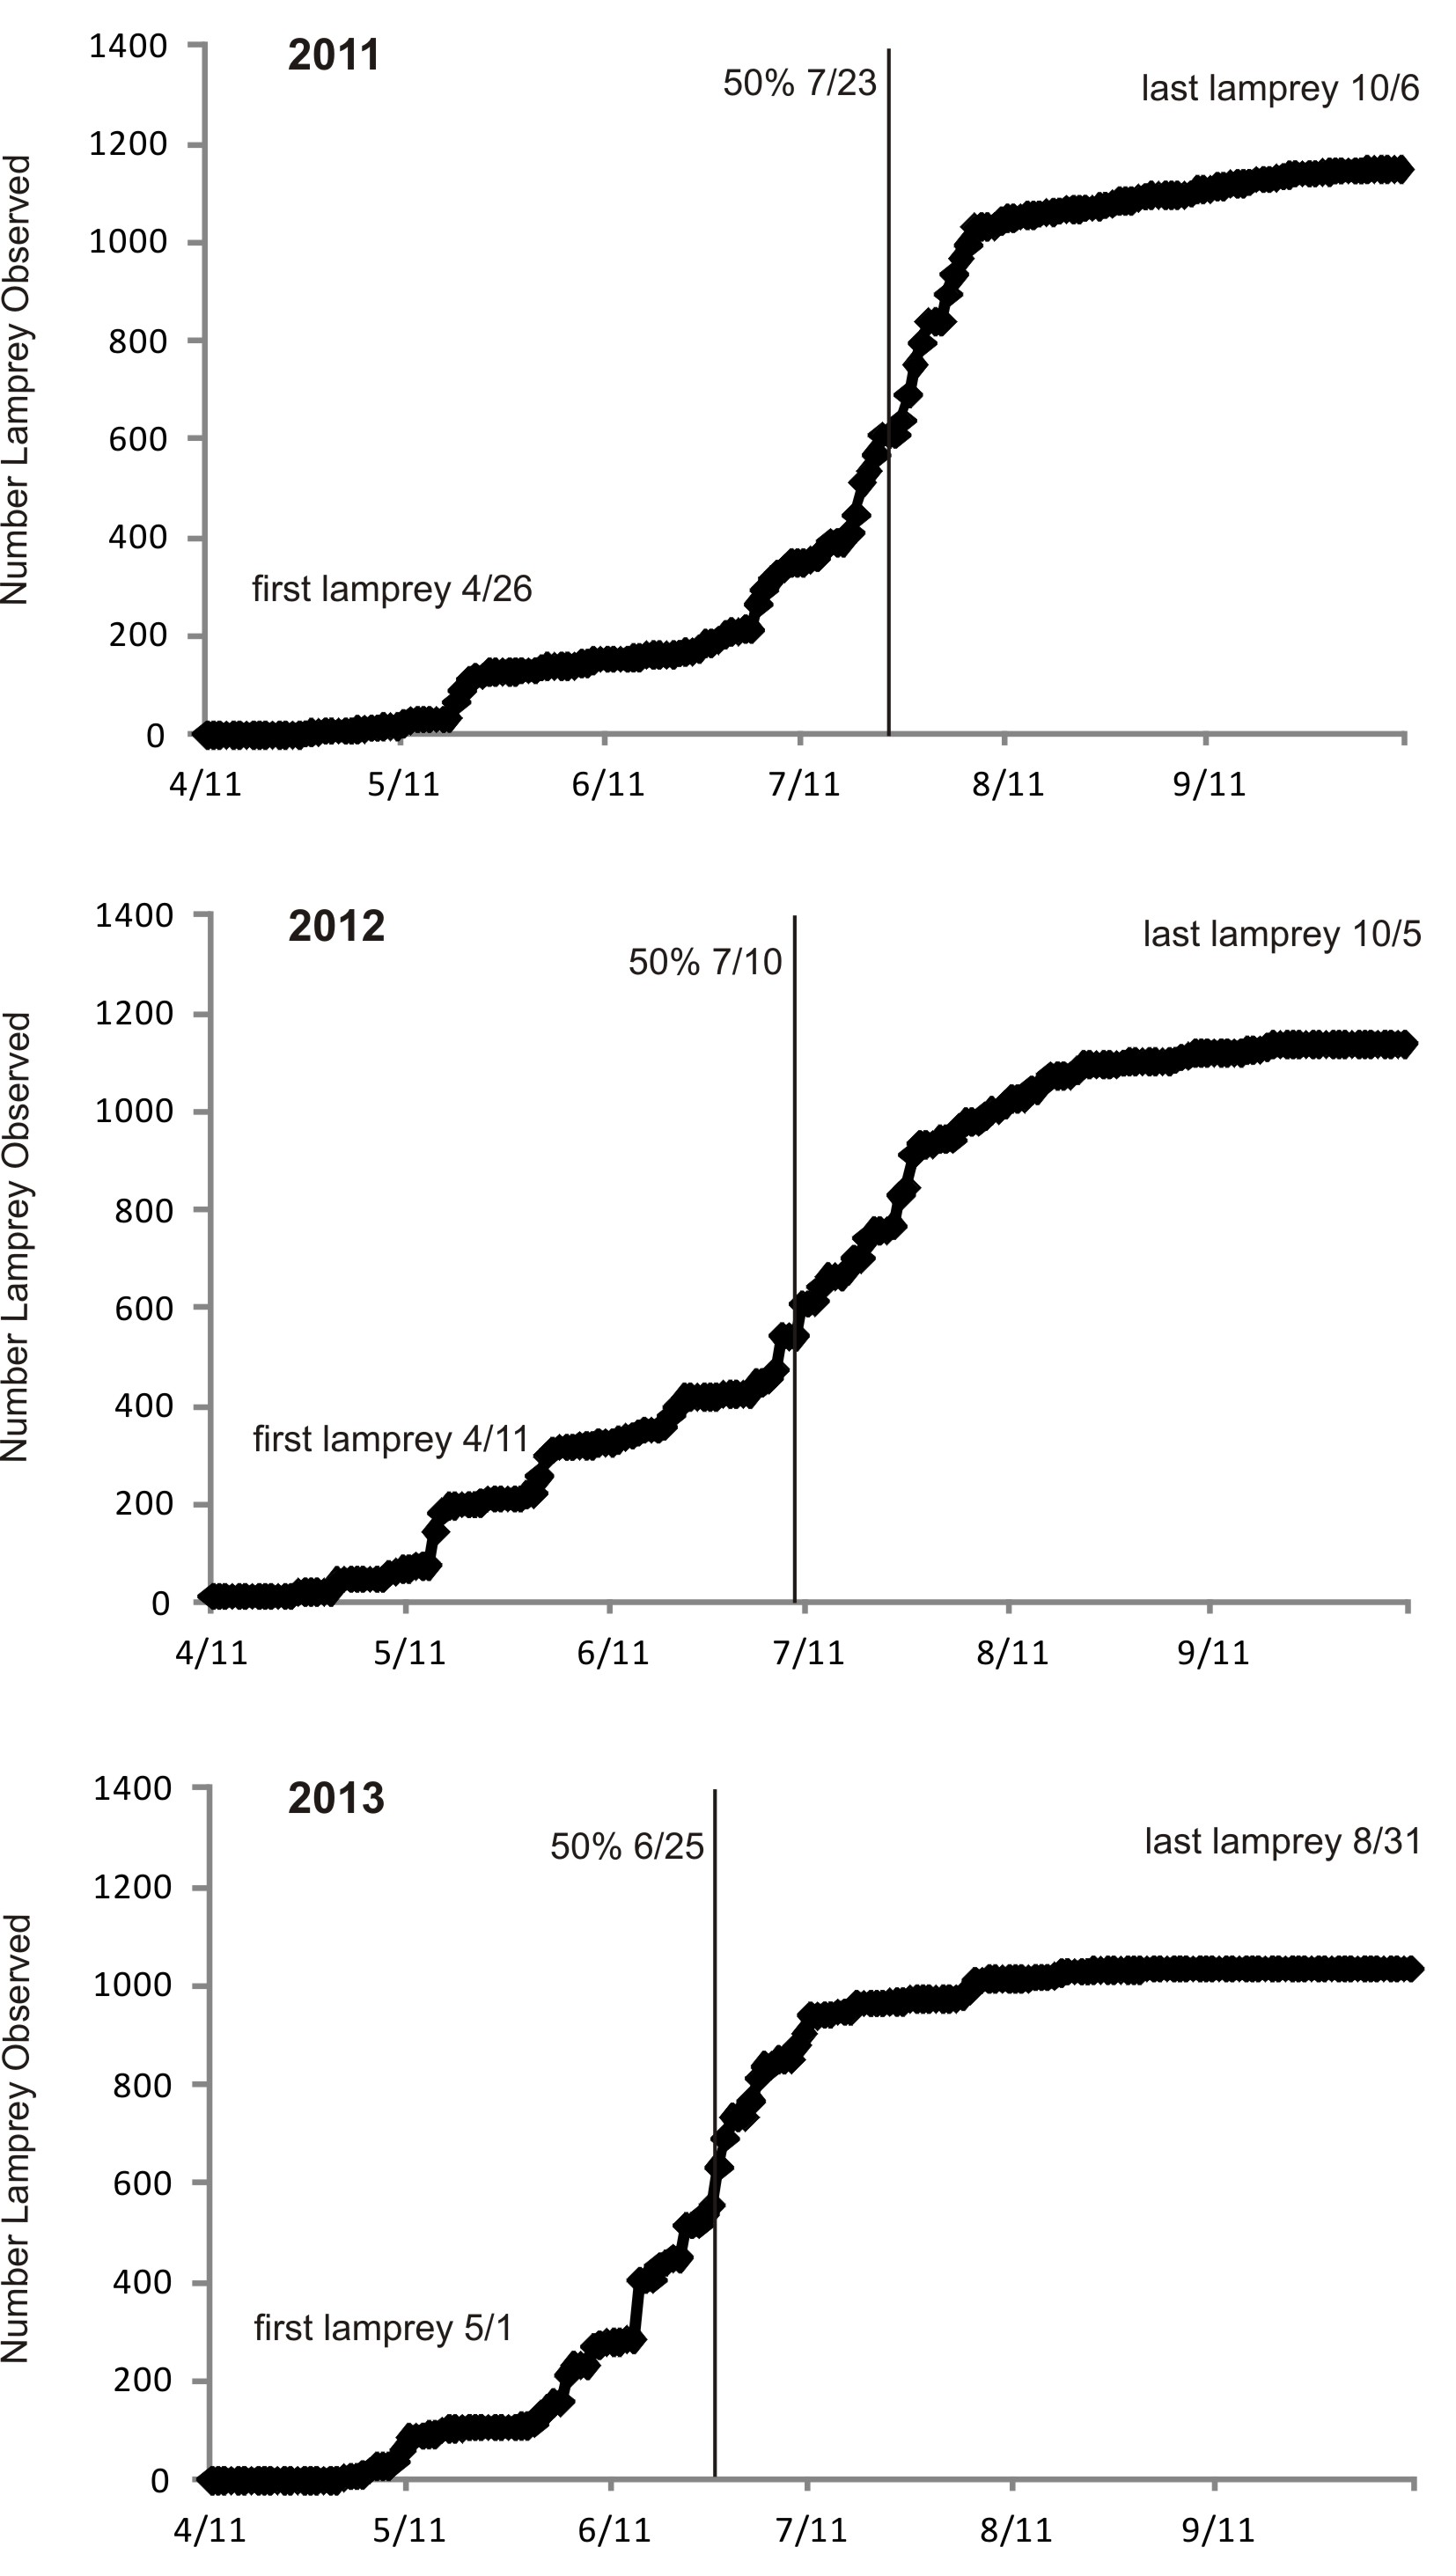 2011
50% 7/23
last lamprey 10/6
first lamprey 4/26
Number Lamprey Observed
1400
1200
1000
800
600
400
200
0
4/11 5/11 6/11 7/11 8/11 9/11
2012
50% 7/10
last lamprey 10/5
first lamprey 4/11
Number Lamprey Observed
1400
1200
1000
800
600
400
200
0
4/11 5/11 6/11 7/11 8/11 9/11
2013
50% 6/25
last lamprey 8/31
first lamprey 5/1
Number Lamprey Observed
1400
1200
1000
800
600
400
200
0
4/11 5/11 6/11 7/11 8/11 9/11